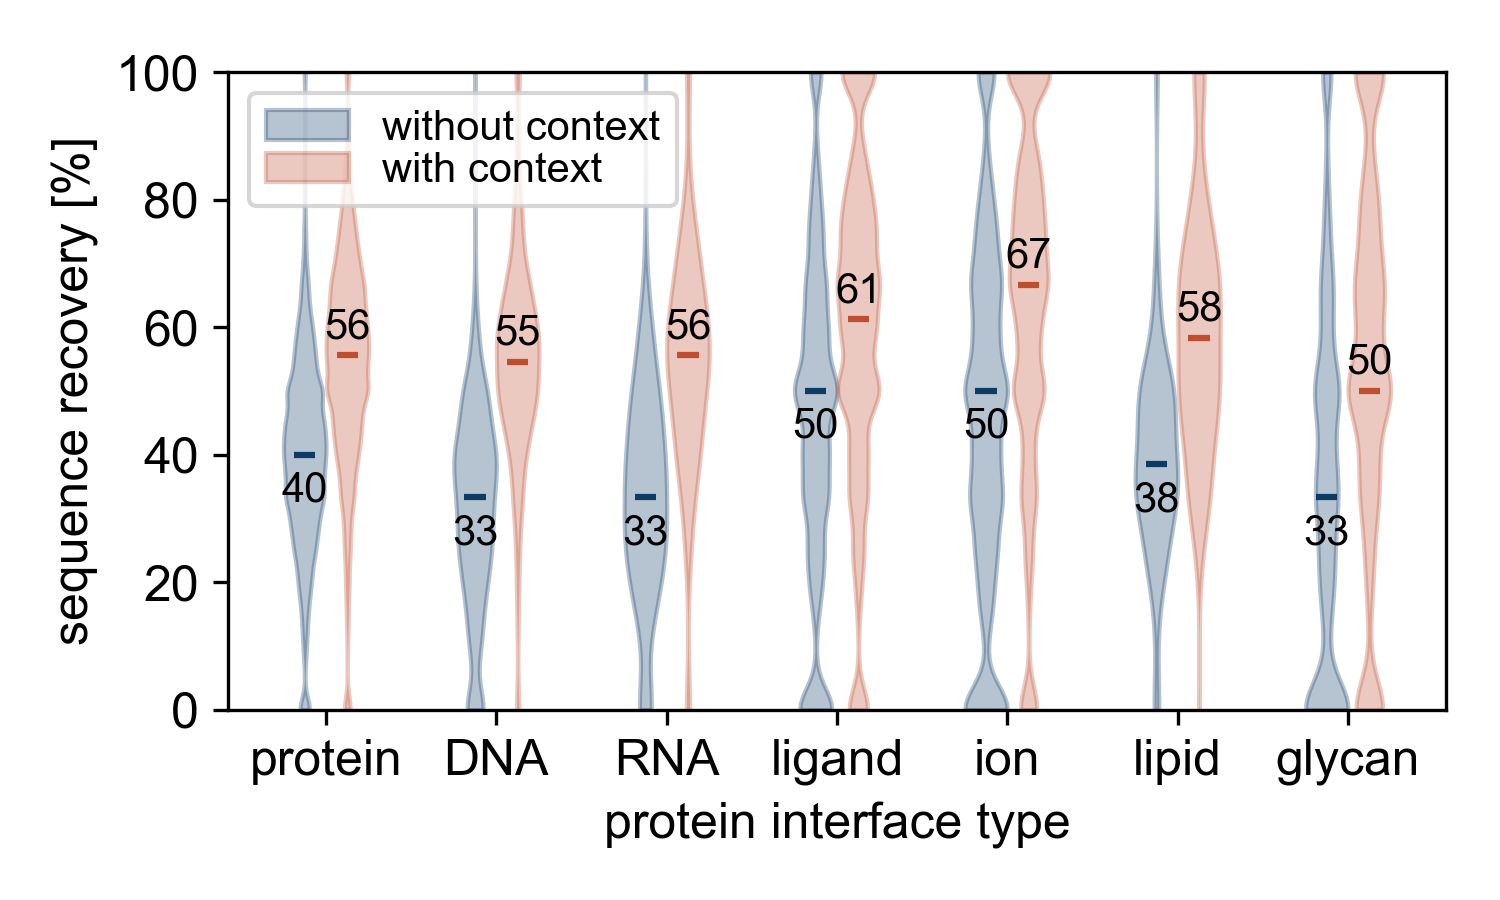 sequence recovery [%]
100
80
60
40
20
0
without context
with context
40
56
33
55
33
56
50
61
50
67
38
58
33
50
protein
DNA
RNA
ligand
ion
lipid
glycan
protein interface type